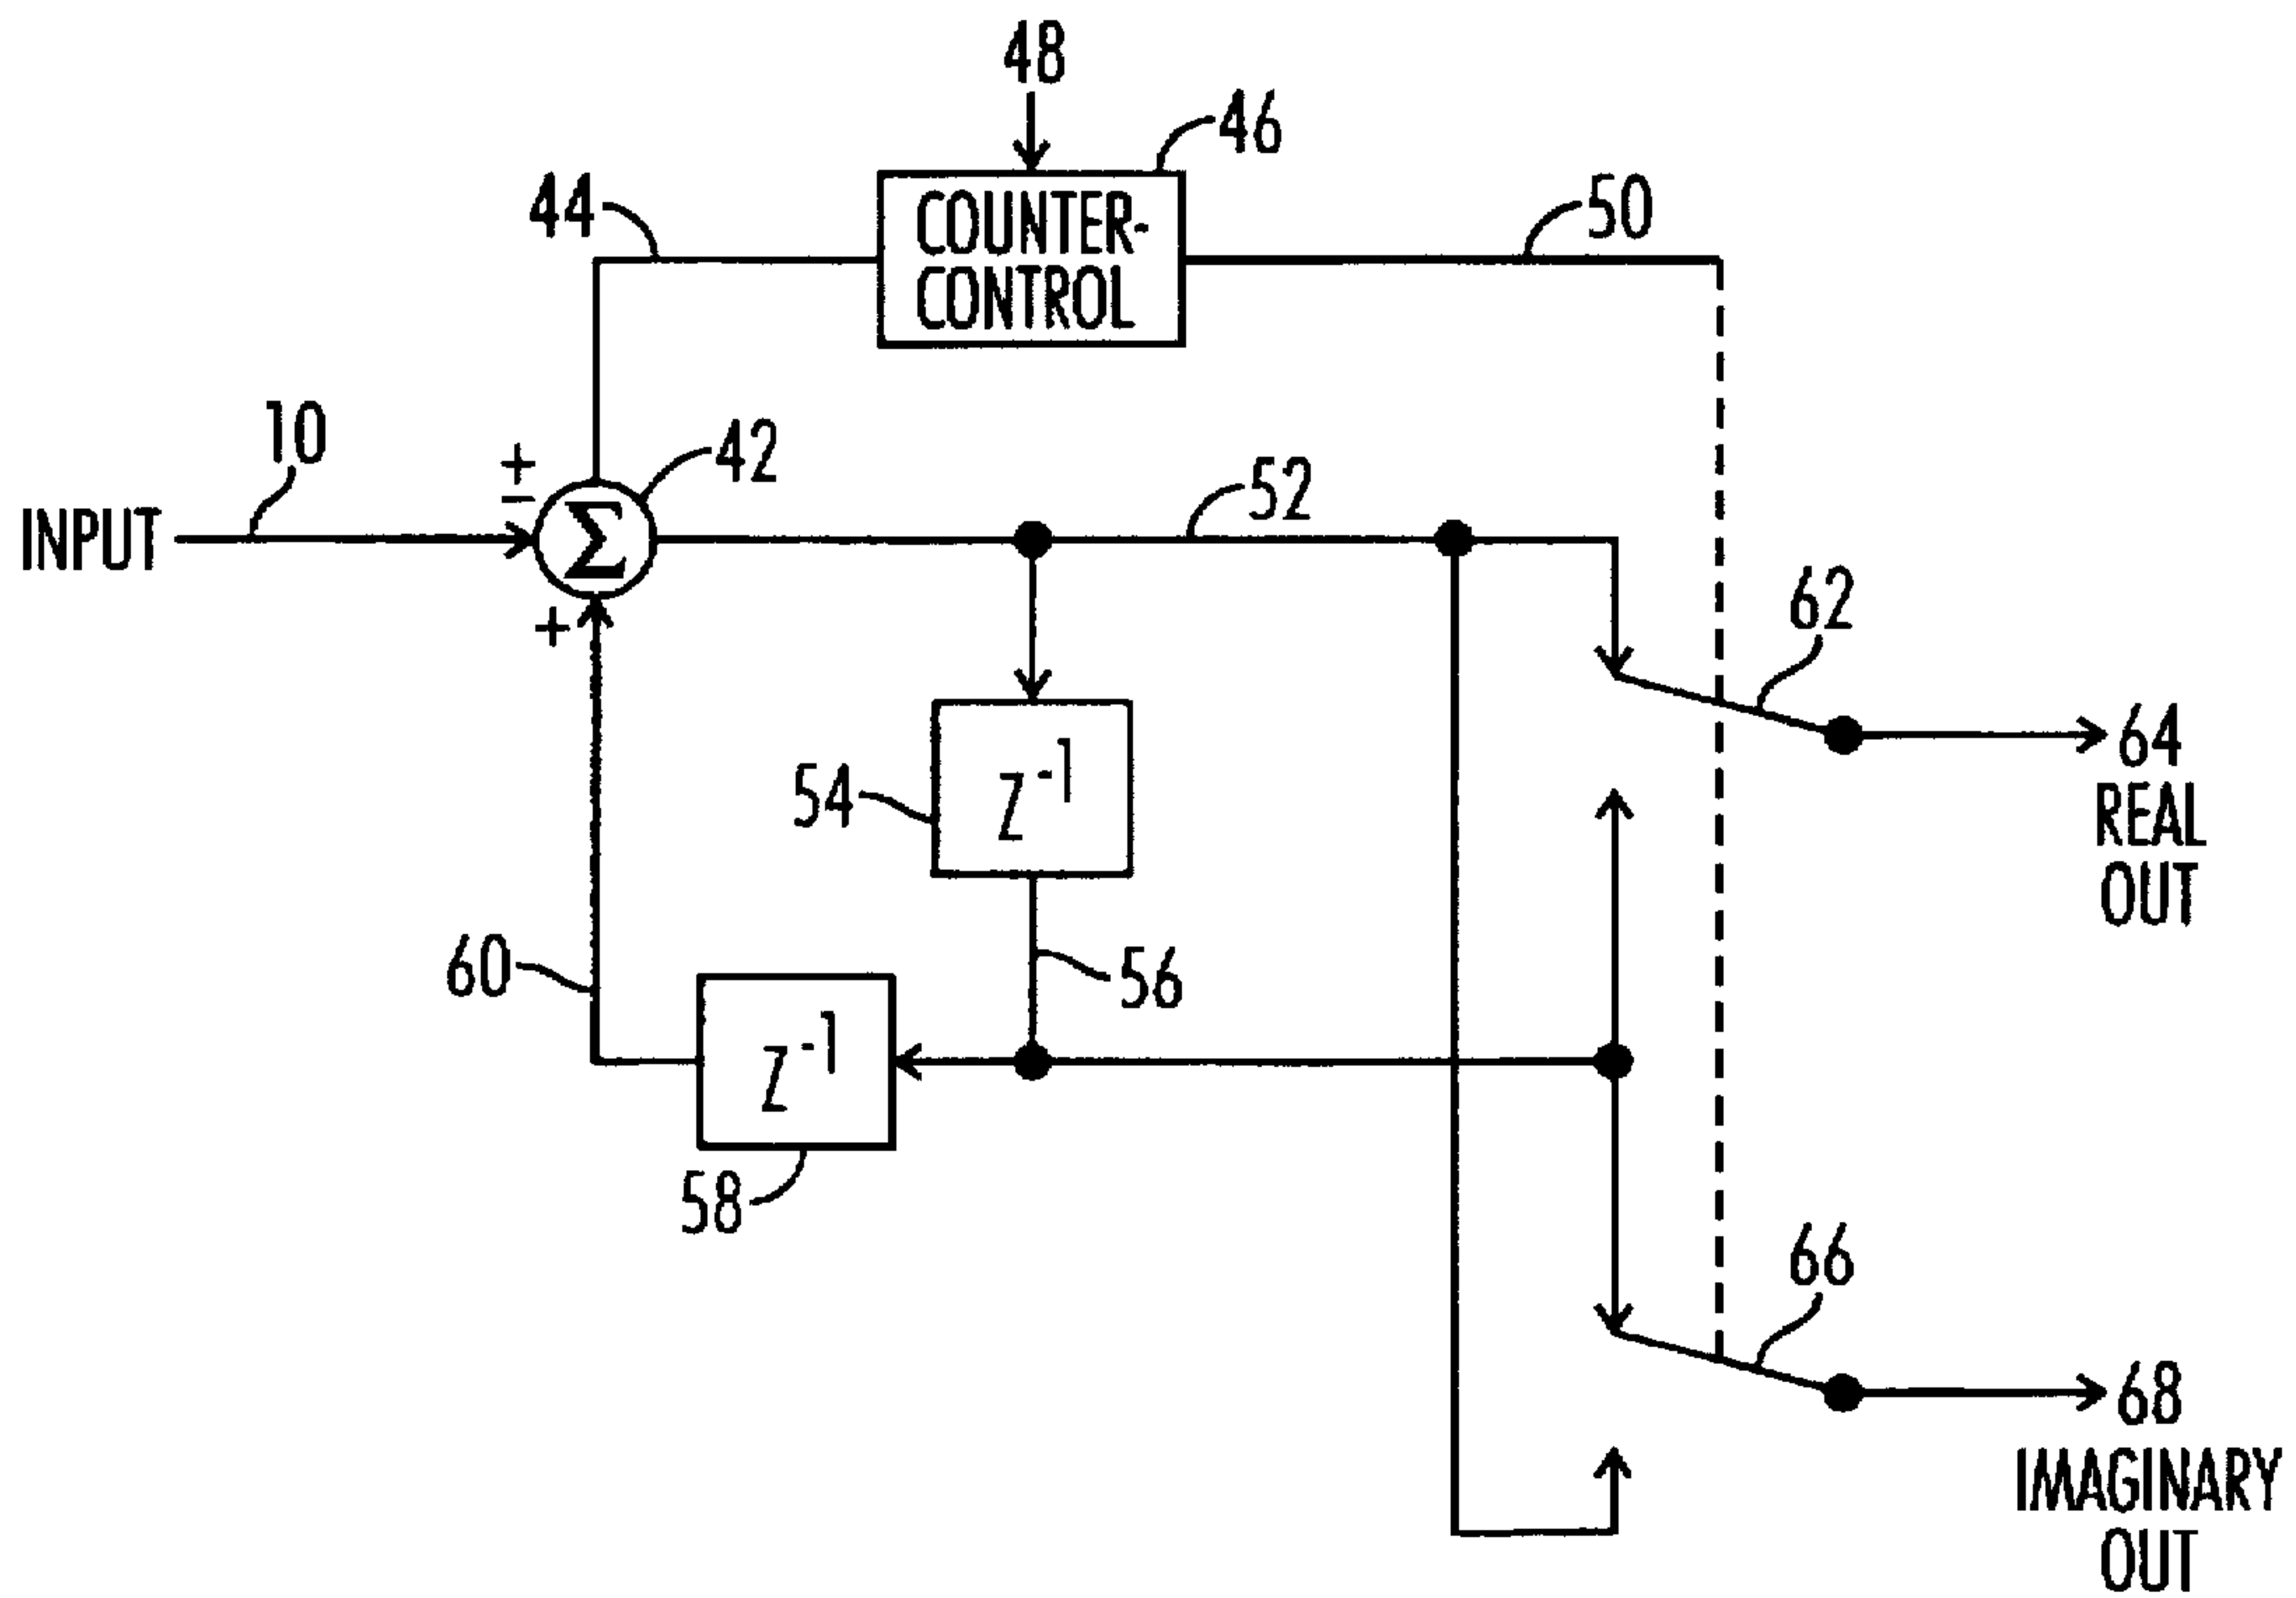 48
46
COUNTER-
CONTROL
44
50
10
±
42
52
INPUT
Σ
+
62
Z⁻¹
54
64
REAL
OUT
60
56
Z⁻¹
58
66
68
IMAGINARY
OUT